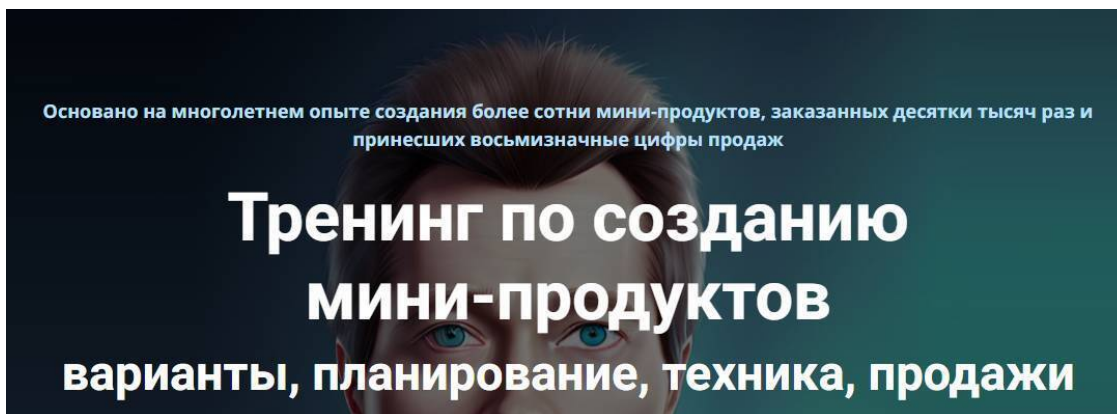 Основано на многолетнем опыте создания более сотни мини-продуктов, заказанных десятки тысяч раз и
принесших восьмизначные цифры продаж
Тренинг по созданию
мини-продуктов
варианты, планирование, техника, продажи